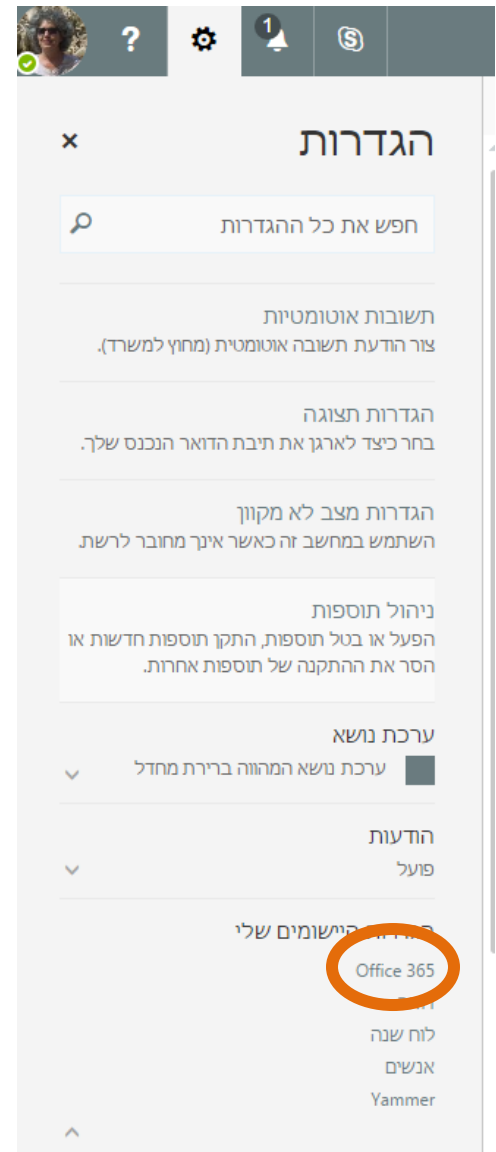 1
הגדרות
חפש את כל ההגדרות
תשובות אוטומטיות
צור הודעת תשובה אוטומטית (מחוץ למשרד).
הגדרות תצוגה
בחר כיצד לארגן את תיבת הדואר הנכנס שלך.
הגדרות מצב לא מקוון
השתמש במחשב זה כאשר אינך מחובר לרשת.
ניהול תוספות
הפעל או בטל תוספות, התקן תוספות חדשות או
הסר את ההתקנה של תוספות אחרות.
ערכת נושא
ערכת נושא המהווה ברירת מחדל
הודעות
פועל
היישומים שלי
Office 365
לוח שנה
אנשים
Yammer